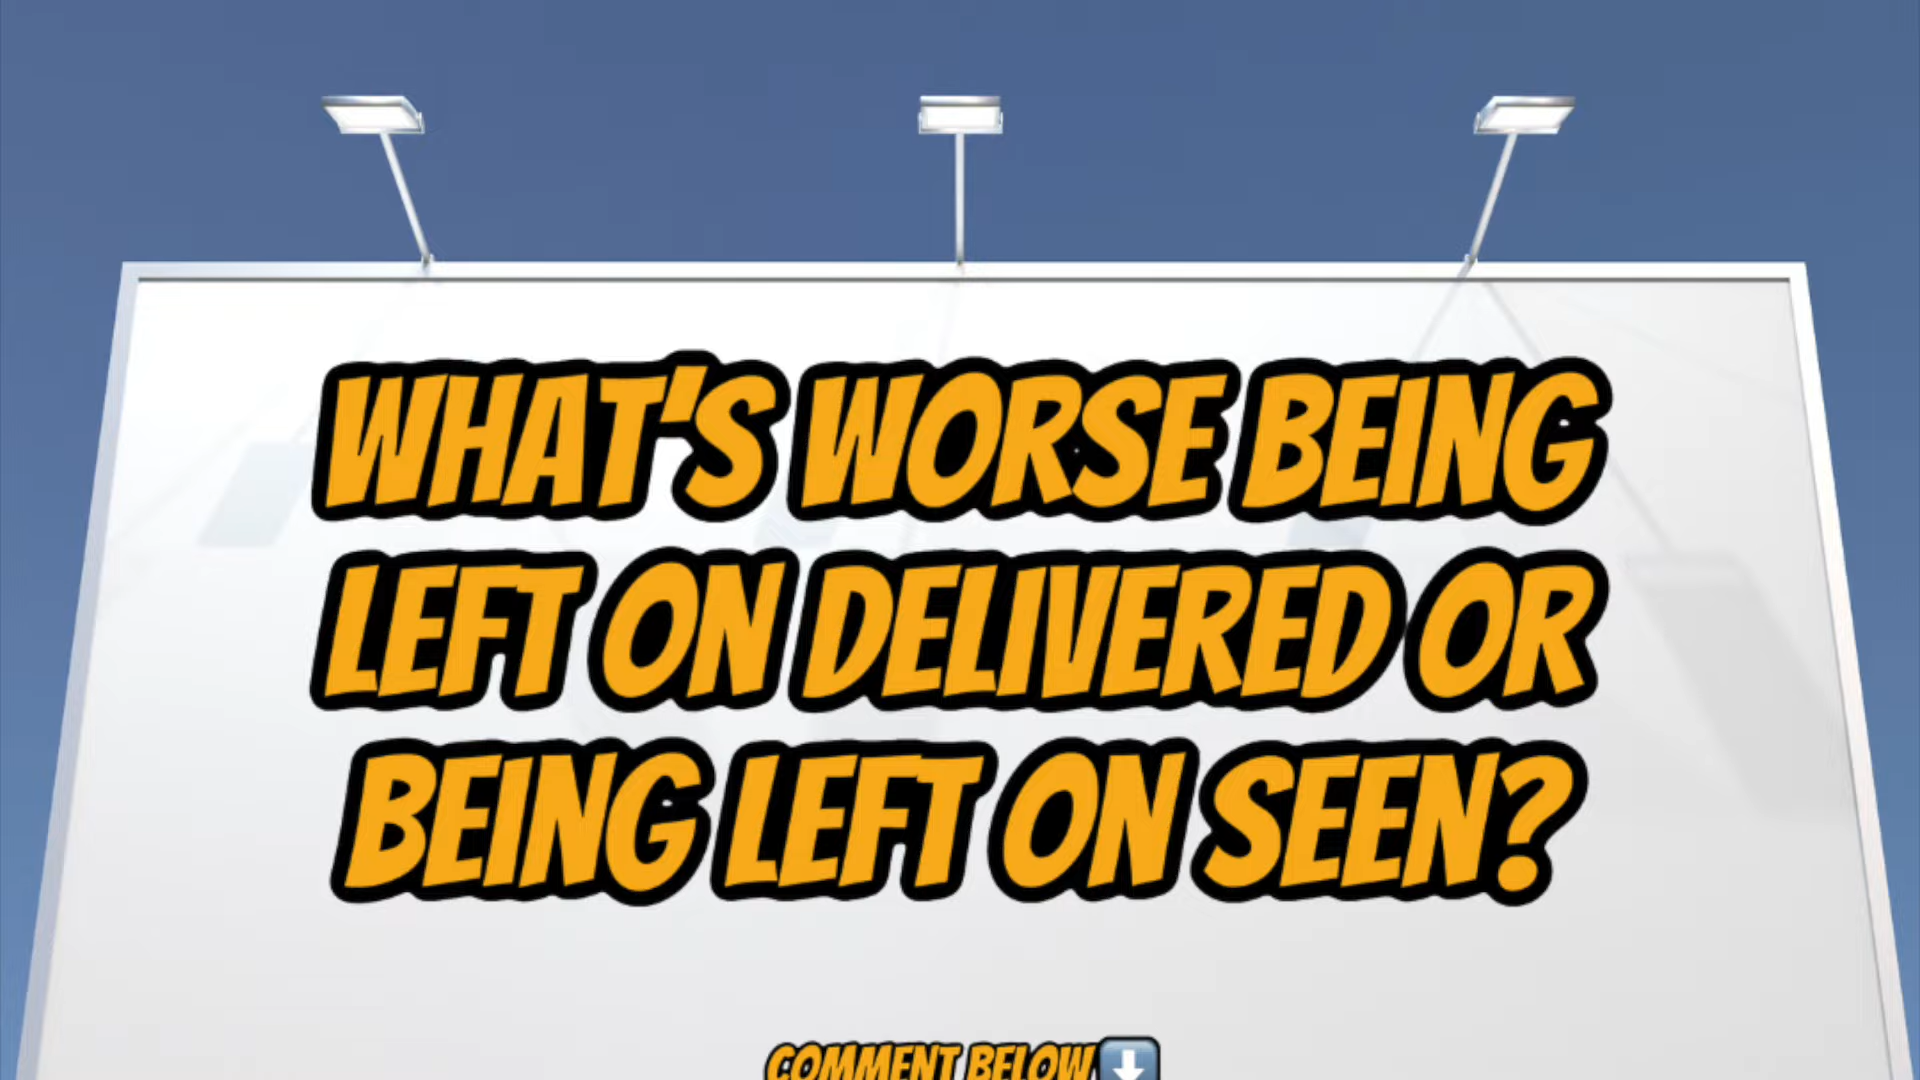 WHAT'S WORSE BEING
LEFT ON DELIVERED OR
BEING LEFT ON SEEN?
COMMENT BELOW⬇️